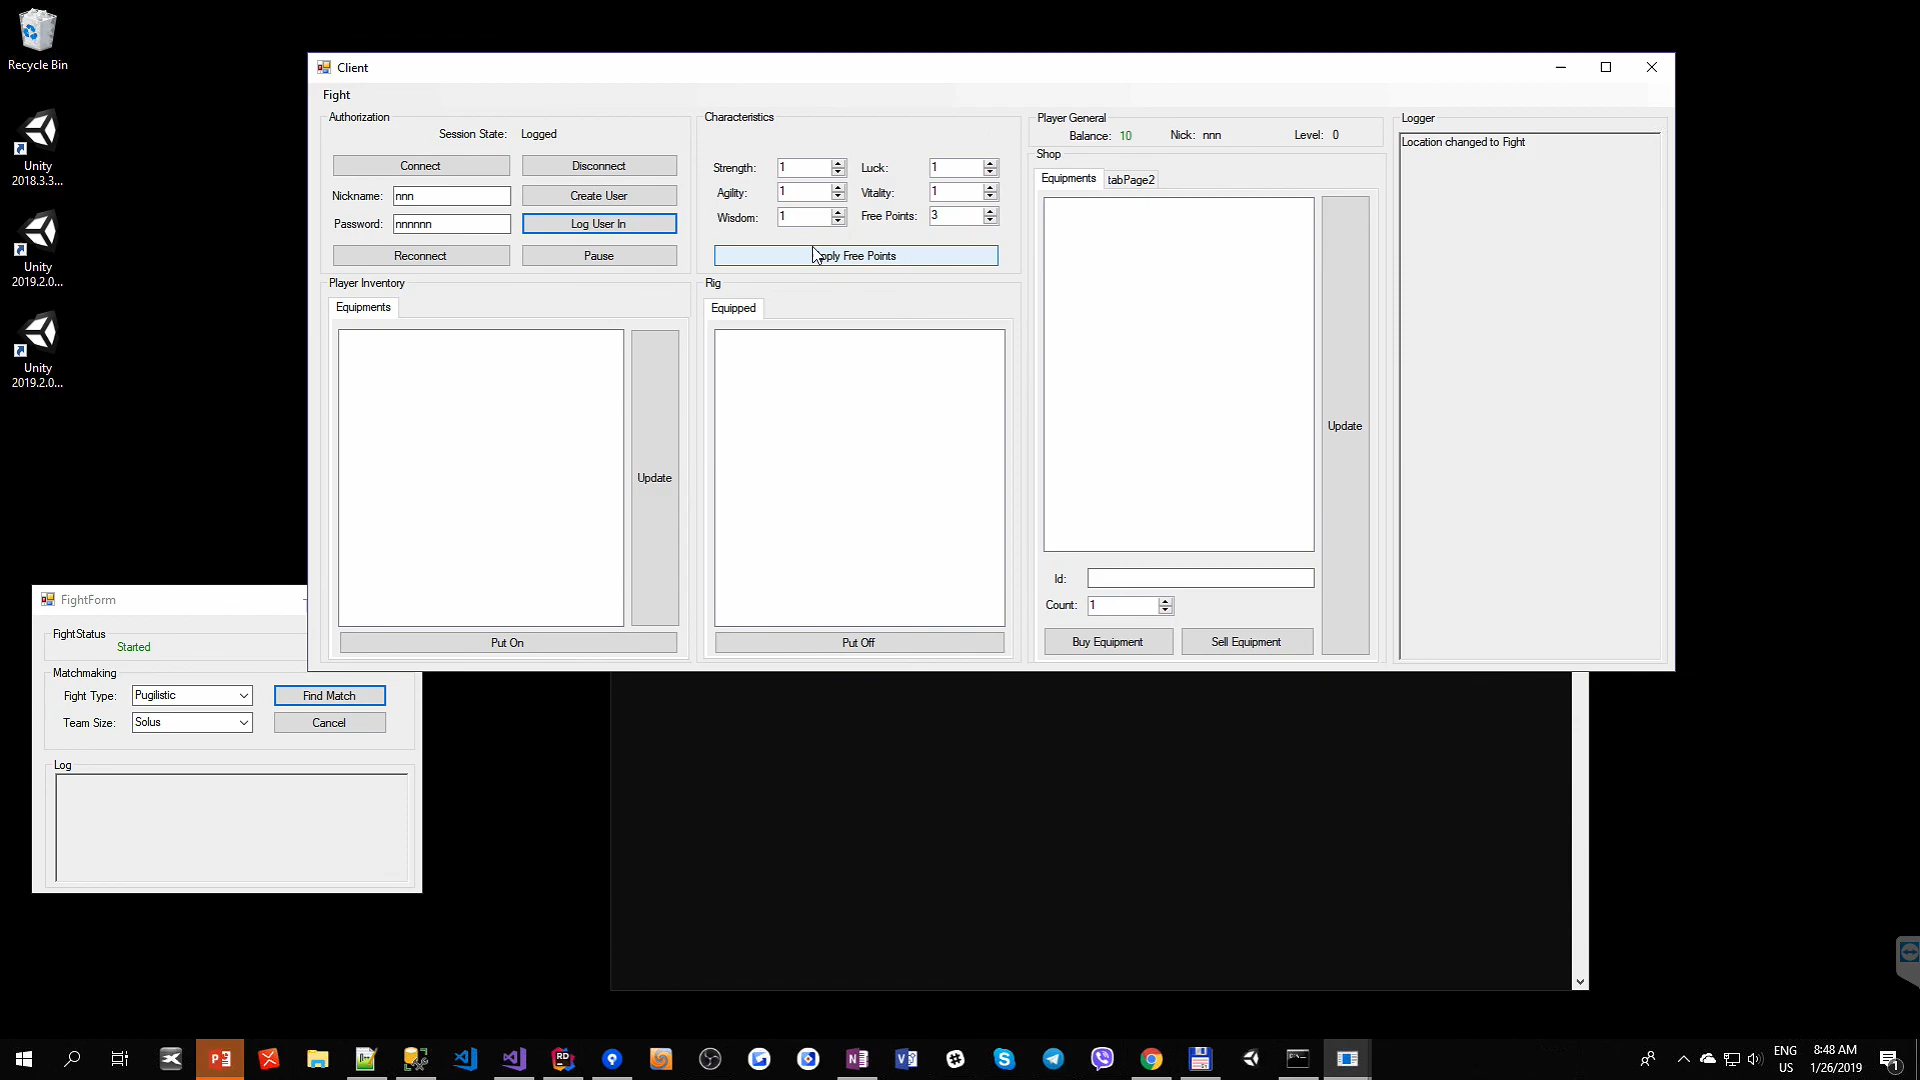 Recycle Bin
Unity
2018.3.3...
Unity
2019.2.0...
Unity
2019.2.0...
Client
Fight
Authorization
Session State: Logged
Connect
Disconnect
Nickname: nnn
Create User
Password: nnnnnn
Log User In
Reconnect
Pause
Characteristics
Strength: 1
Luck: 1
Agility: 1
Vitality: 1
Wisdom: 1
Free Points: 3
ply Free Points
Player General
Balance: 10
Nick: nnn
Level: 0
Shop
Equipments
tabPage2
Update
Id:
Count: 1
Buy Equipment
Sell Equipment
Logger
Location changed to Fight
Player Inventory
Equipments
Update
Put On
Rig
Equipped
Put Off
FightForm
FightStatus
Started
Matchmaking
Fight Type: Pugilistic
Find Match
Team Size: Solus
Cancel
Log
ENG
US
8:48 AM
1/26/2019